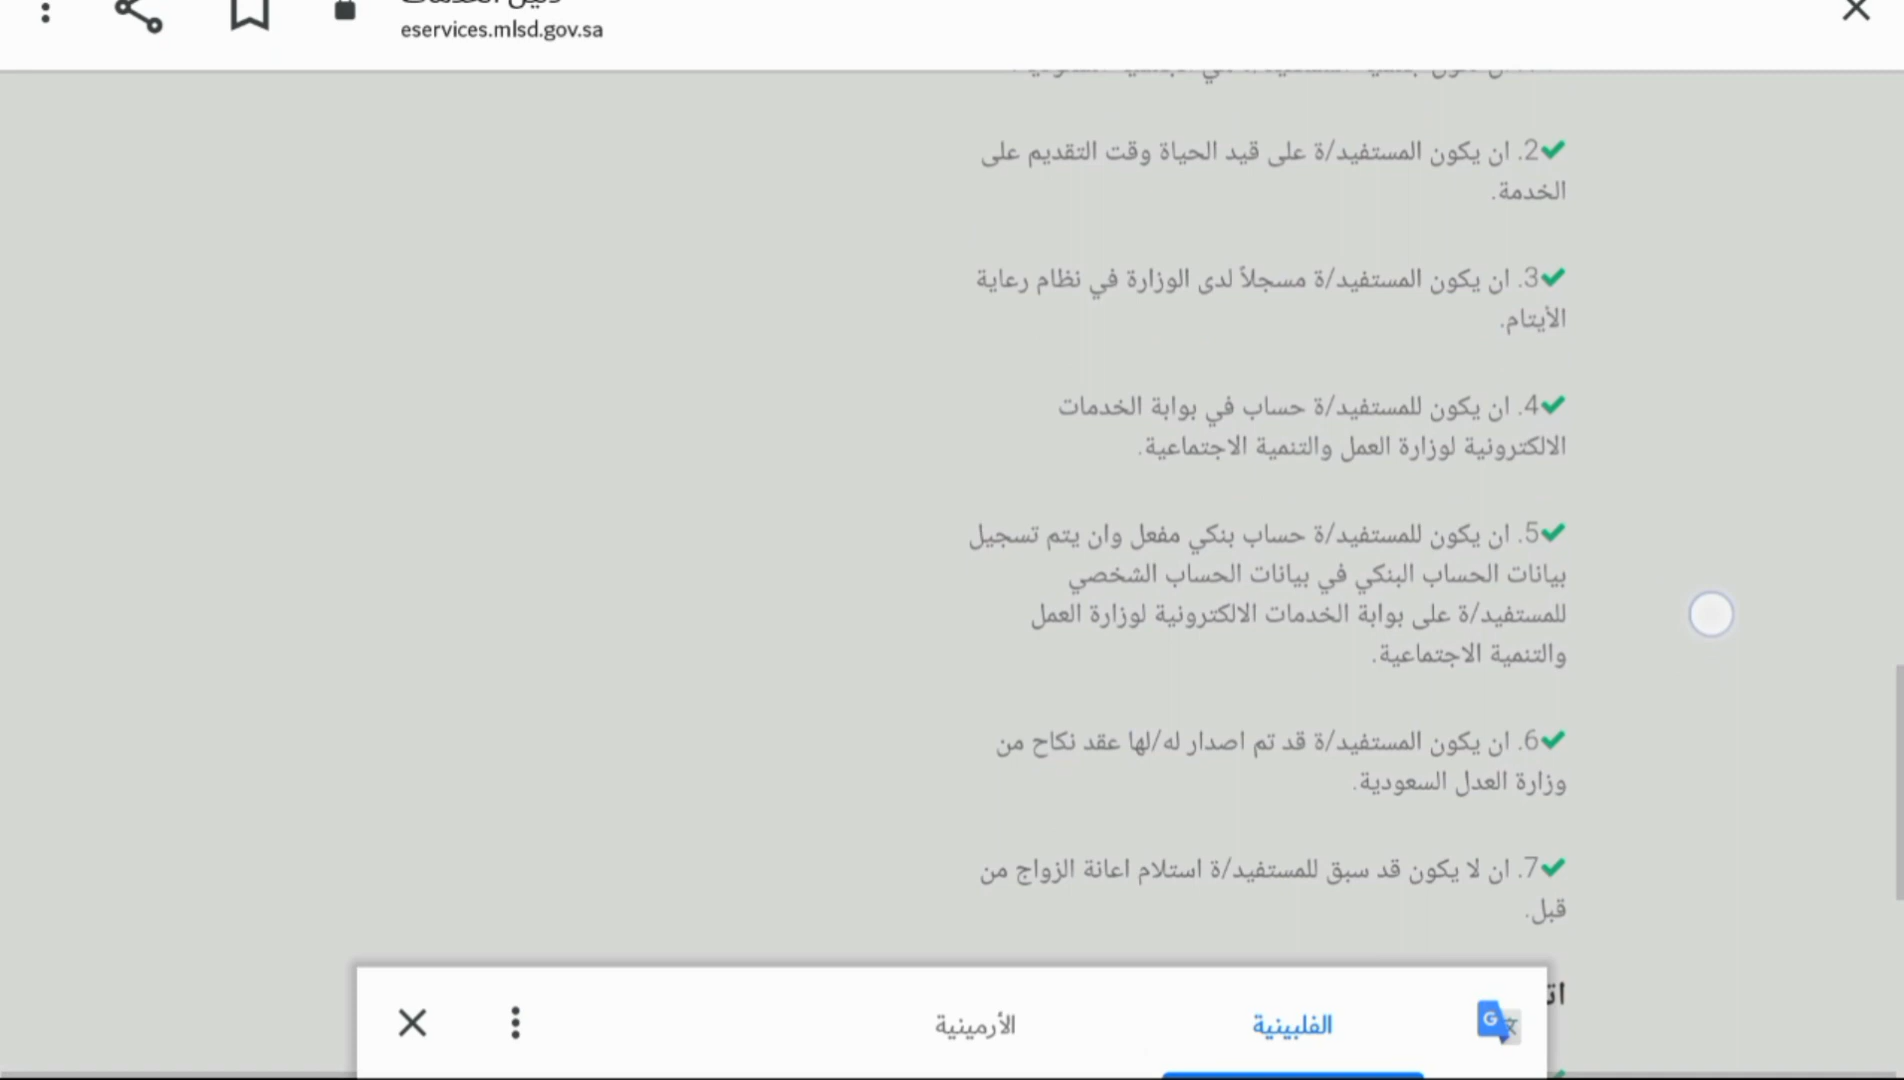 دليل الخدمات
eservices.mlsd.gov.sa
2. ان يكون المستفيد/ة على قيد الحياة وقت التقديم على
الخدمة.
3. ان يكون المستفيد/ة مسجلاً لدى الوزارة في نظام رعاية
الأيتام.
4. ان يكون للمستفيد/ة حساب في بوابة الخدمات
الالكترونية لوزارة العمل والتنمية الاجتماعية.
5. ان يكون للمستفيد/ة حساب بنكي مفعل وان يتم تسجيل
بيانات الحساب البنكي في بيانات الحساب الشخصي
للمستفيد/ة على بوابة الخدمات الالكترونية لوزارة العمل
والتنمية الاجتماعية.
6. ان يكون المستفيد/ة قد تم اصدار له/لها عقد نكاح من
وزارة العدل السعودية.
7. ان لا يكون قد سبق للمستفيد/ة استلام اعانة الزواج من
قبل.
الفلبينية
الأرمينية